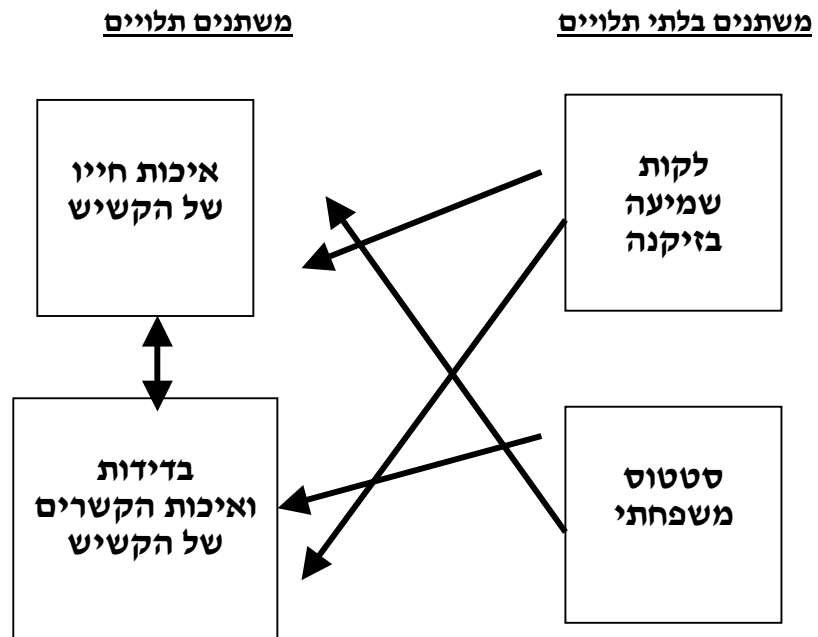 משתנים בלתי תלויים
משתנים תלויים
לקות
שמיעה
בזיקנה
איכות חייו
של הקשיש
סטטוס
משפחתי
בדידות
ואיכות הקשרים
של הקשיש